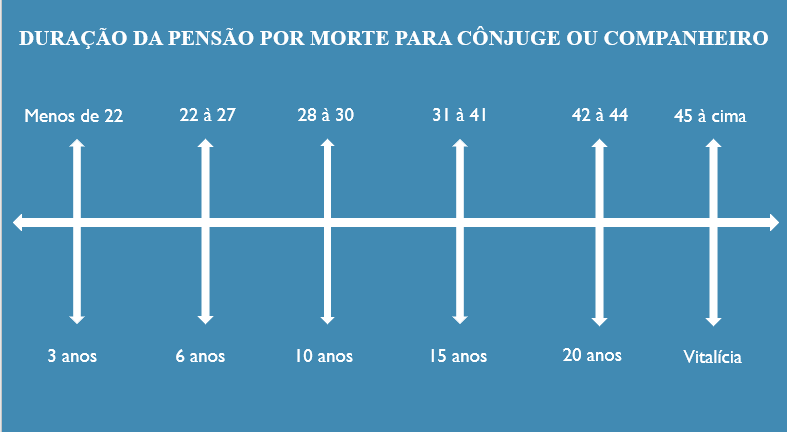 DURAÇÃO DA PENSÃO POR MORTE PARA CÔNJUGE OU COMPANHEIRO
Menos de 22 22 à 27 28 à 30 31 à 41 42 à 44 45 à cima
3 anos 6 anos 10 anos 15 anos 20 anos Vitalícia